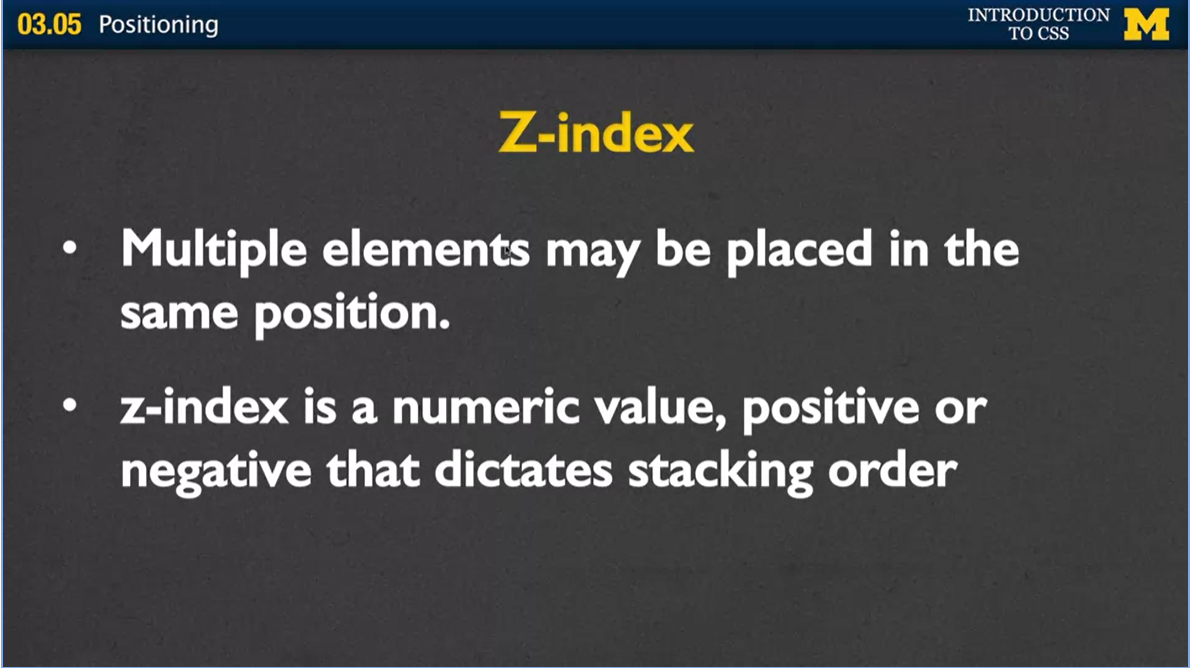 03.05 Positioning
INTRODUCTION
TO CSS
M
Z-index
• Multiple elements may be placed in the
same position.
• z-index is a numeric value, positive or
negative that dictates stacking order